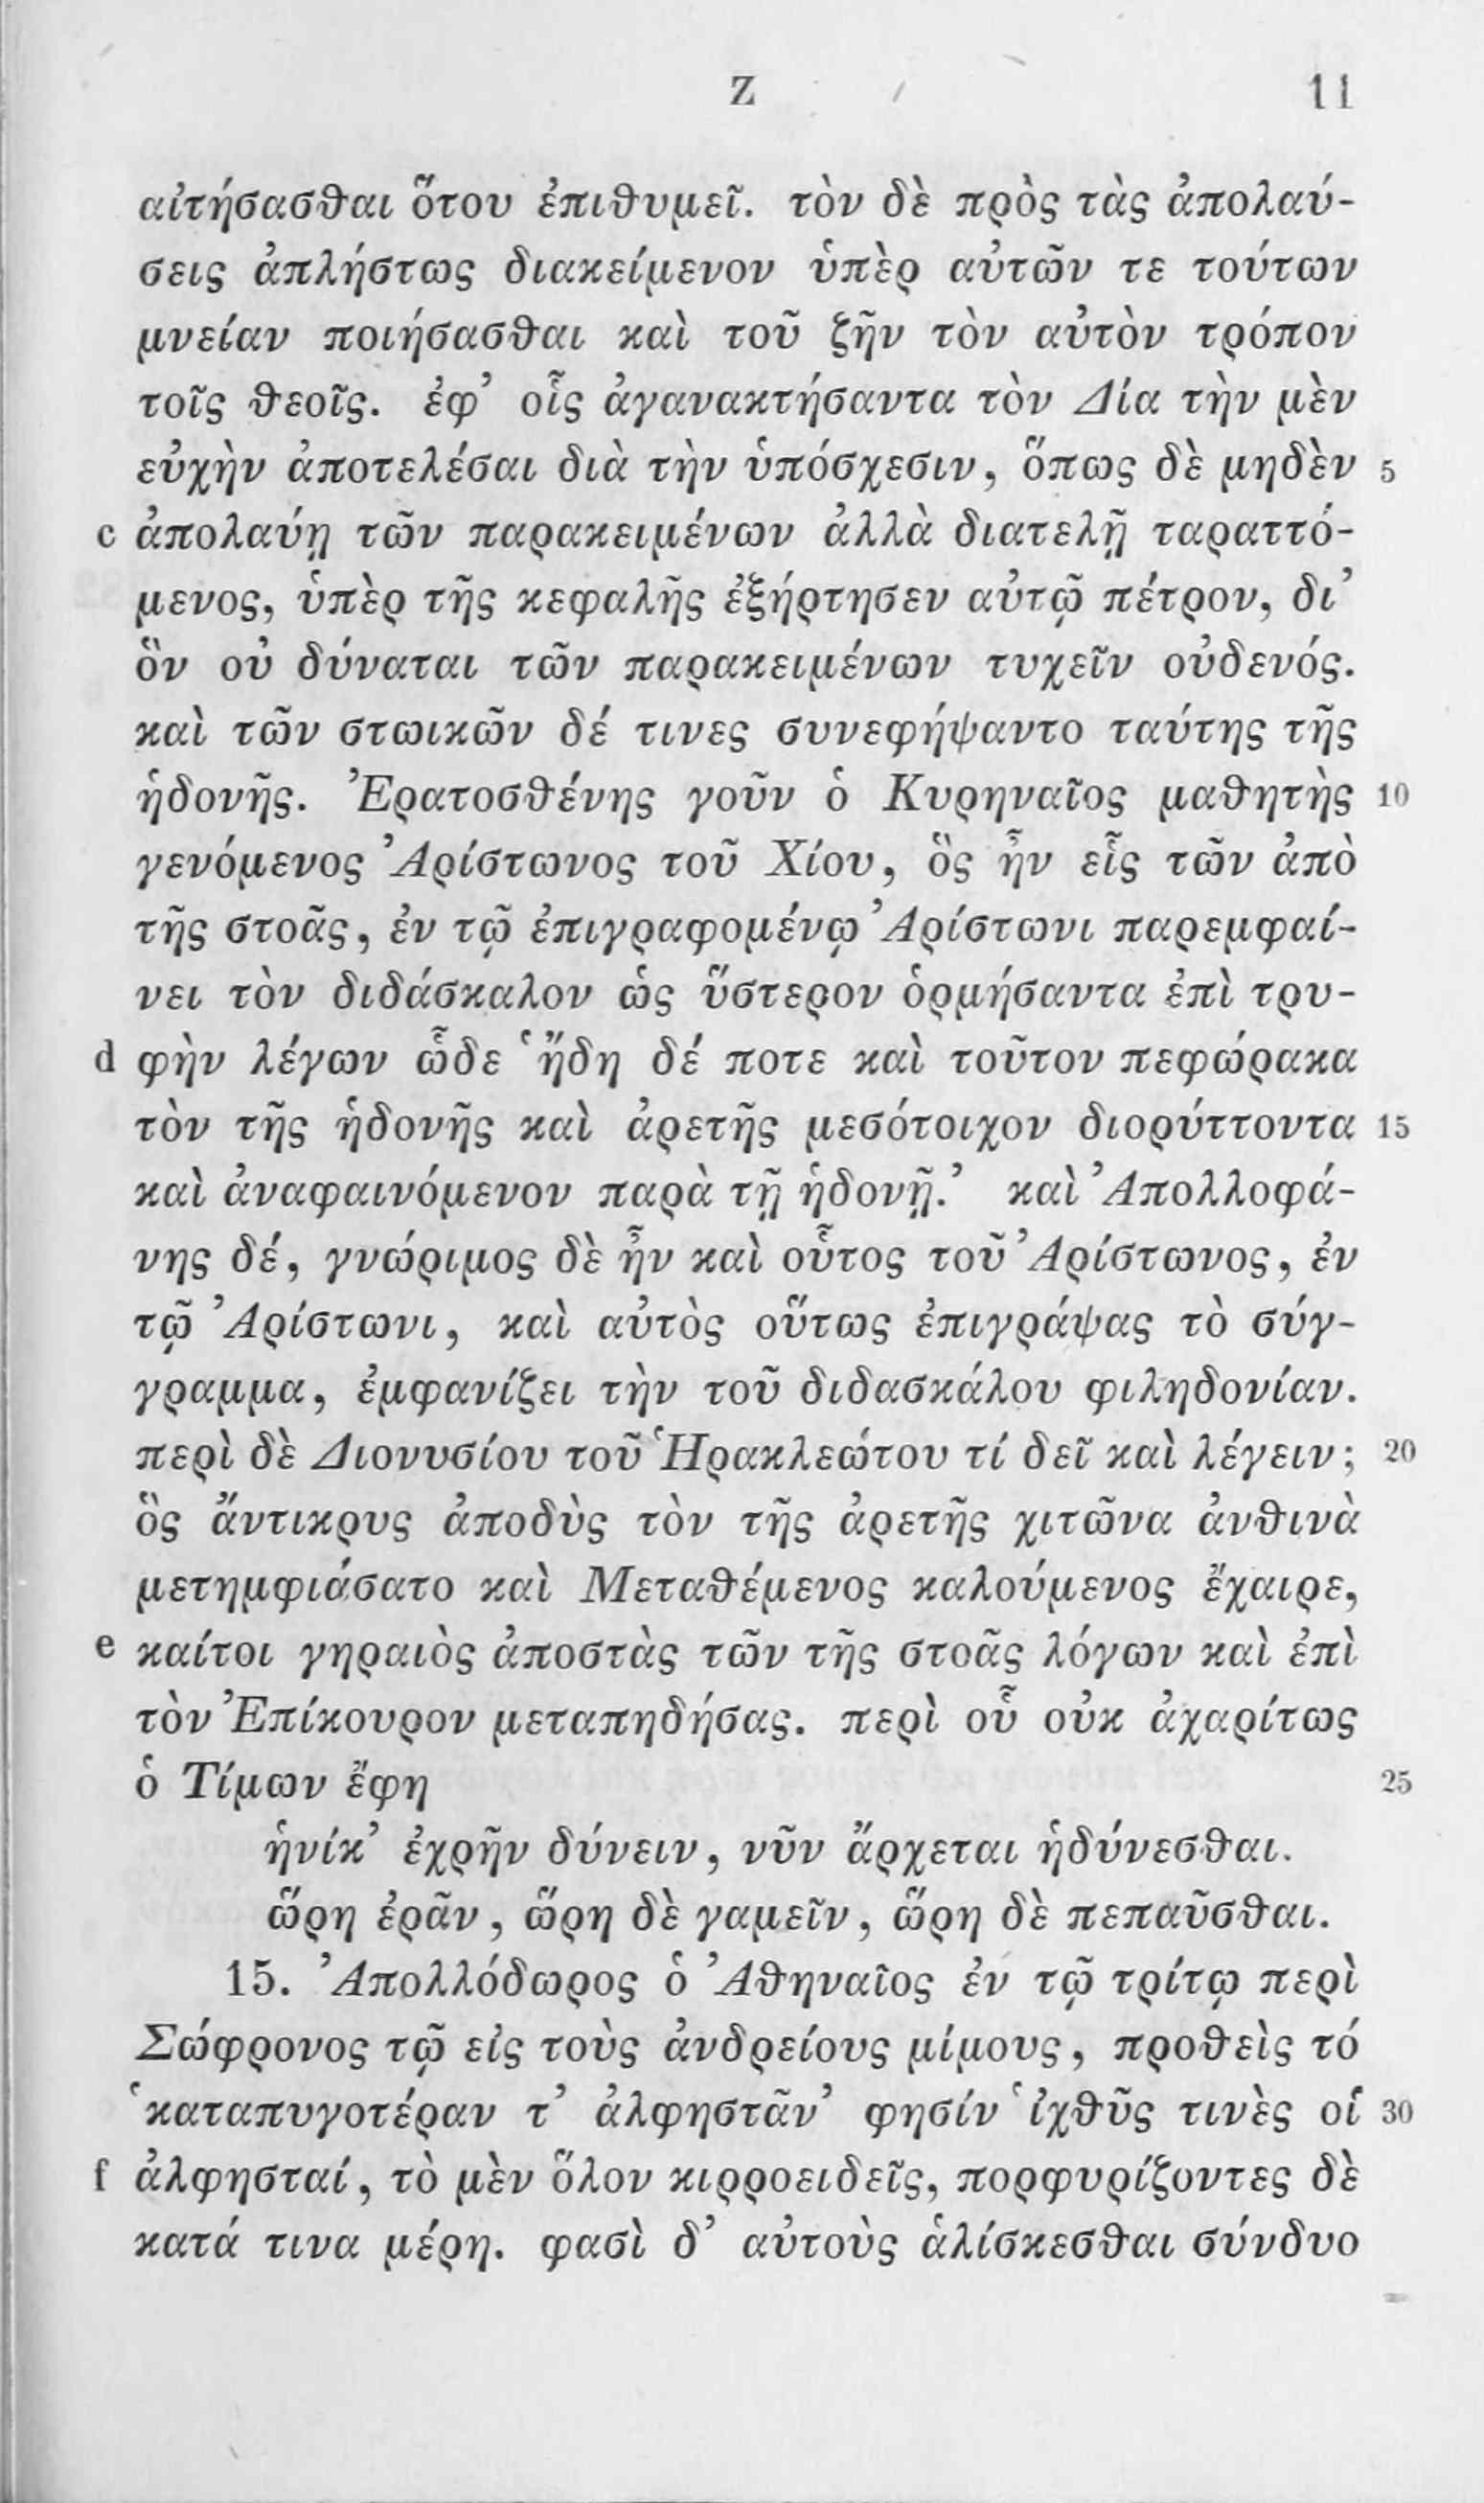 Z 11
αἰτήσασθαι ὅτου ἐπιθυμεῖ. τὸν δὲ πρὸς τὰς ἀπολαύ-
σεις ἀπλήστως διακείμενον ὑπὲρ αὐτῶν τε τούτων
μνείαν ποιήσασθαι καὶ τοῦ ζῆν τὸν αὐτὸν τρόπον
τοῖς θεοῖς. ἐφ’ οἷς ἀγανακτήσαντα τὸν Δία τὴν μὲν
εὐχὴν ἀποτελέσαι διὰ τὴν ὑπόσχεσιν, ὅπως δὲ μηδὲν 5
c ἀπολαύῃ τῶν παρακειμένων ἀλλὰ διατελῇ ταραττό-
μενος, ὑπὲρ τῆς κεφαλῆς ἐξήρτησεν αὐτῷ πέτρον, δι’
ὃν οὐ δύναται τῶν παρακειμένων τυχεῖν οὐδενός.
καὶ τῶν στωικῶν δέ τινες συνεφήψαντο ταύτης τῆς
ἡδονῆς. Ἐρατοσθένης γοῦν ὁ Κυρηναῖος μαθητὴς 10
γενόμενος Ἀρίστωνος τοῦ Χίου, ὃς ἦν εἷς τῶν ἀπὸ
τῆς στοᾶς, ἐν τῷ ἐπιγραφομένῳ Ἀρίστωνι παρεμφαί-
νει τὸν διδάσκαλον ὡς ὕστερον ὁρμήσαντα ἐπὶ τρυ-
d φὴν λέγων ὧδε ‘ἤδη δέ ποτε καὶ τοῦτον πεφώρακα
τὸν τῆς ἡδονῆς καὶ ἀρετῆς μεσότοιχον διορύττοντα 15
καὶ ἀναφαινόμενον παρὰ τῇ ἡδονῇ.’ καὶ Ἀπολλοφά-
νης δέ, γνώριμος δὲ ἦν καὶ οὗτος τοῦ Ἀρίστωνος, ἐν
τῷ Ἀρίστωνι, καὶ αὐτὸς οὕτως ἐπιγράψας τὸ σύγ-
γραμμα, ἐμφανίζει τὴν τοῦ διδασκάλου φιληδονίαν.
περὶ δὲ Διονυσίου τοῦ Ἡρακλεώτου τί δεῖ καὶ λέγειν; 20
ὃς ἄντικρυς ἀποδὺς τὸν τῆς ἀρετῆς χιτῶνα ἀνθινὰ
μετημφιάσατο καὶ Μεταθέμενος καλούμενος ἔχαιρε,
e καίτοι γηραιὸς ἀποστὰς τῶν τῆς στοᾶς λόγων καὶ ἐπὶ
τὸν Ἐπίκουρον μεταπηδήσας. περὶ οὗ οὐκ ἀχαρίτως
ὁ Τίμων ἔφη 25
ἡνίκ’ ἐχρῆν δύνειν, νῦν ἄρχεται ἡδύνεσθαι.
ὥρη ἐρᾶν, ὥρη δὲ γαμεῖν, ὥρη δὲ πεπαῦσθαι.
15. Ἀπολλόδωρος ὁ Ἀθηναῖος ἐν τῷ τρίτῳ περὶ
Σώφρονος τῷ εἰς τοὺς ἀνδρείους μίμους, προθεὶς τό
‘καταπυγοτέραν τ’ ἀλφηστᾶν’ φησίν ‘ἰχθῦς τινὲς οἱ 30
f ἀλφησταί, τὸ μὲν ὅλον κιρροειδεῖς, πορφυρίζοντες δὲ
κατά τινα μέρη. φασὶ δ’ αὐτοὺς ἁλίσκεσθαι σύνδυο